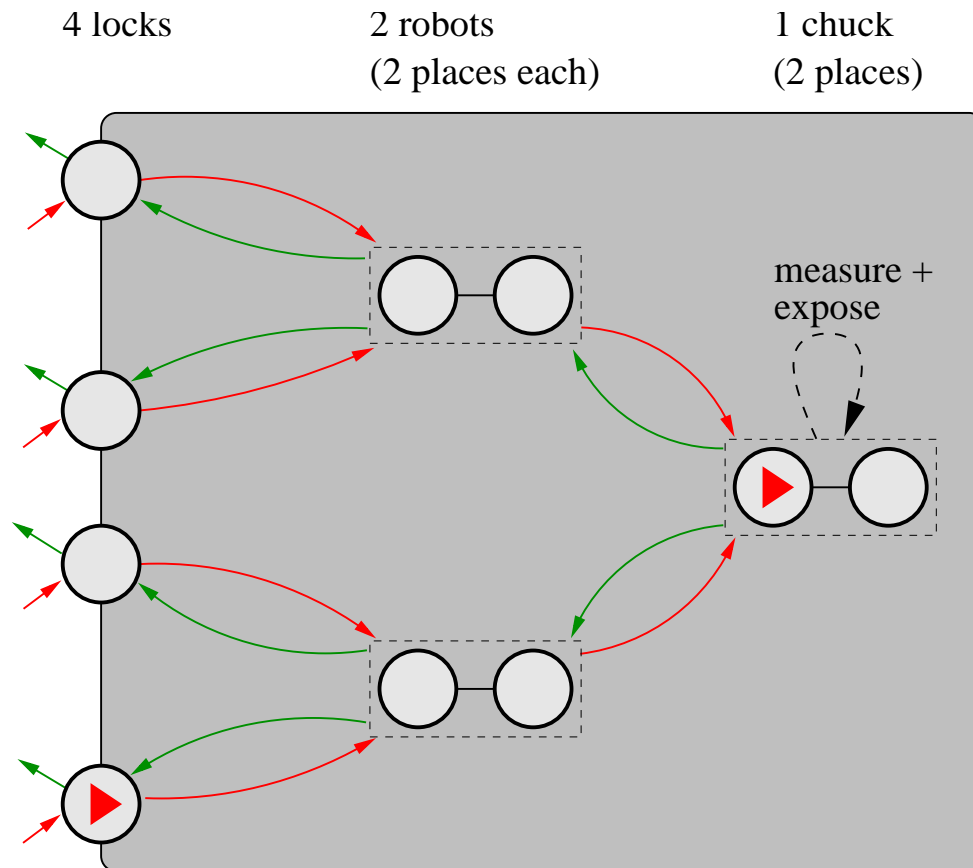 4 locks
2 robots
(2 places each)
1 chuck
(2 places)
measure +
expose